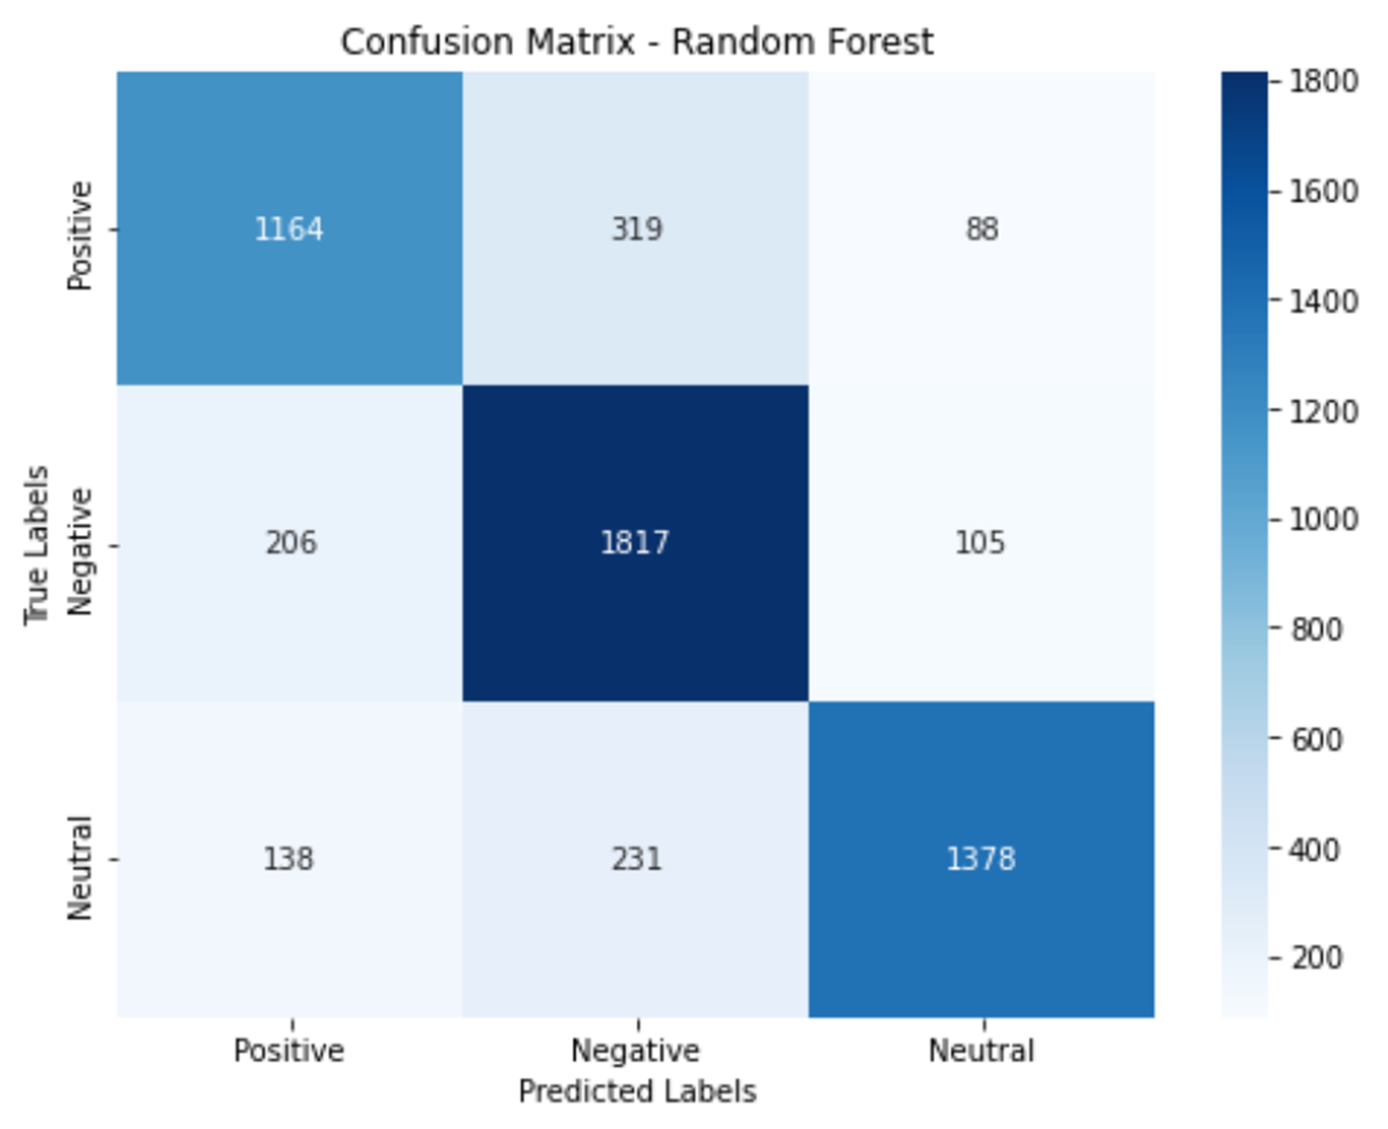 Confusion Matrix - Random Forest
Positive
1164
319
88
True Labels
Negative
206
1817
105
Neutral
138
231
1378
Positive
Negative
Neutral
Predicted Labels
1800
1600
1400
1200
1000
800
600
400
200